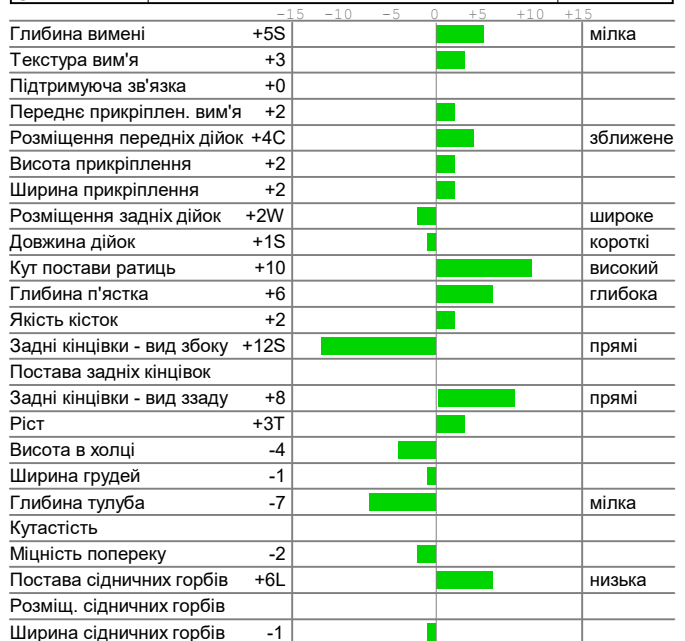 -15 -10 -5 0 +5 +10 +15
Глибина вимені +5S мілка
Текстура вим'я +3
Підтримуюча зв'язка +0
Переднє прикріплен. вим'я +2
Розміщення передніх дійок +4C зближене
Висота прикріплення +2
Ширина прикріплення +2
Розміщення задніх дійок +2W широке
Довжина дійок +1S короткі
Кут постави ратиць +10 високий
Глибина п'ястка +6 глибока
Якість кісток +2
Задні кінцівки - вид збоку +12S прямі
Постава задніх кінцівок
Задні кінцівки - вид ззаду +8 прямі
Ріст +3T
Висота в холці -4
Ширина грудей -1
Глибина тулуба -7 мілка
Кутастість
Міцність попереку -2
Постава сідничних горбів +6L низька
Розміщ. сідничних горбів
Ширина сідничних горбів -1